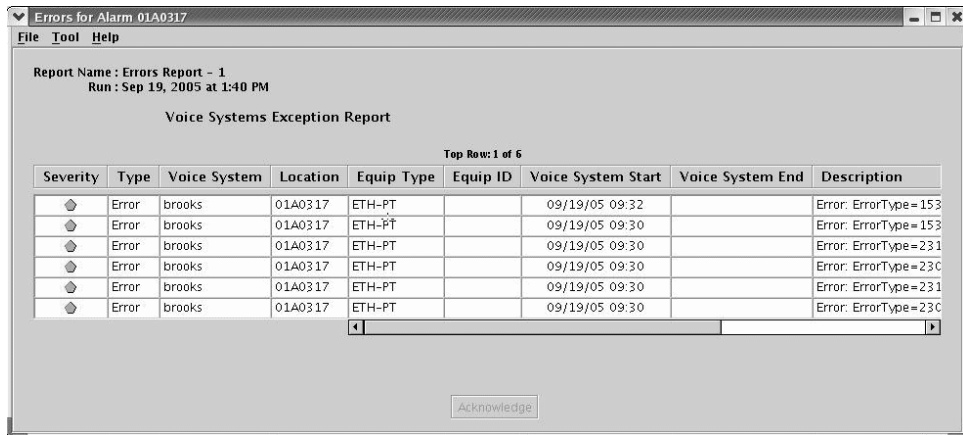 Errors for Alarm 01A0317
File Tool Help
Report Name : Errors Report - 1
Run : Sep 19, 2005 at 1:40 PM
Voice Systems Exception Report
Top Row: 1 of 6
Severity Type Voice System Location Equip Type Equip ID Voice System Start Voice System End Description
Error brooks 01A0317 ETH-PT 09/19/05 09:32 Error: ErrorType=153
Error brooks 01A0317 ETH-PT 09/19/05 09:30 Error: ErrorType=153
Error brooks 01A0317 ETH-PT 09/19/05 09:30 Error: ErrorType=231
Error brooks 01A0317 ETH-PT 09/19/05 09:30 Error: ErrorType=230
Error brooks 01A0317 ETH-PT 09/19/05 09:30 Error: ErrorType=231
Error brooks 01A0317 ETH-PT 09/19/05 09:30 Error: ErrorType=230
Acknowledge